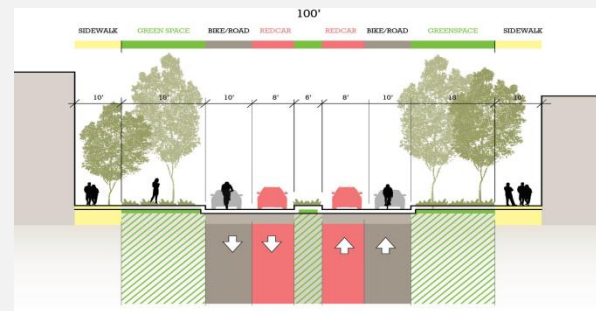 100'
SIDEWALK GREEN SPACE BIKE/ROAD REDCAR REDCAR BIKE/ROAD GREENSPACE SIDEWALK
10' 18' 10' 8' 6' 8' 10' 18' 10'